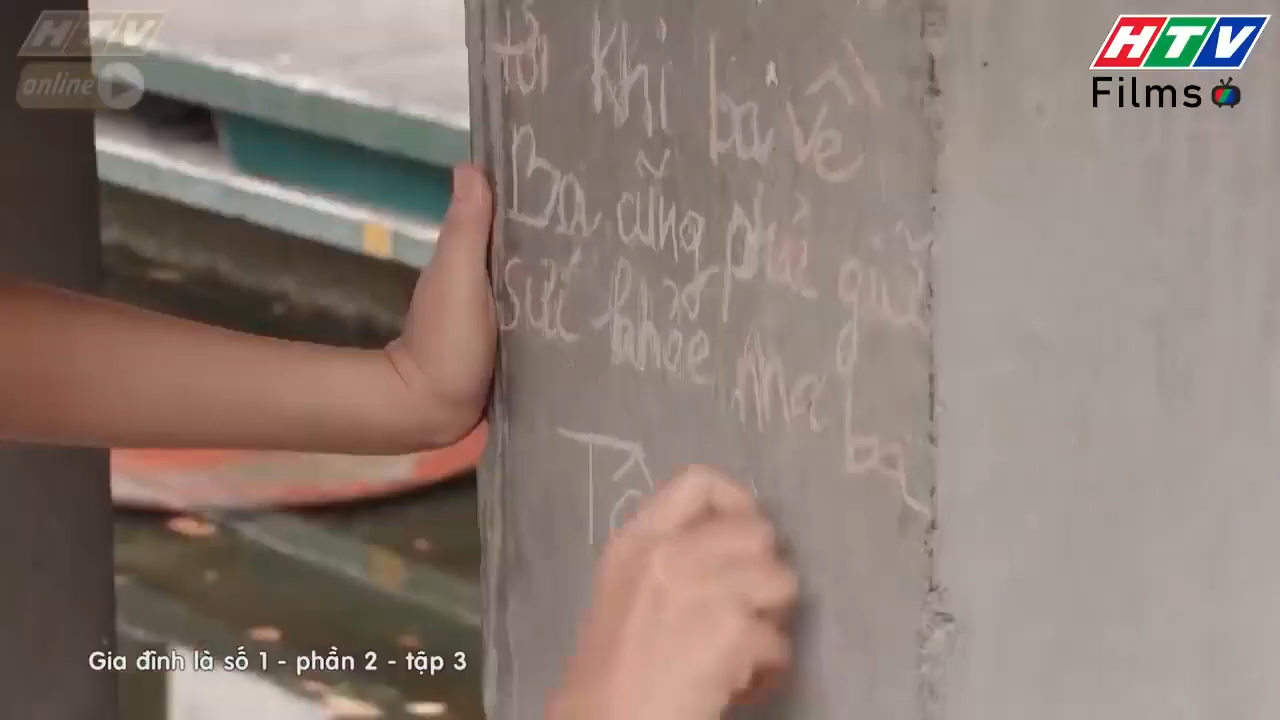 HTV
online
HTV
Films
tới khi ba về
Ba cũng phải giữ
sức khỏe nha ba
Tâ
Gia đình là số 1 - phần 2 - tập 3